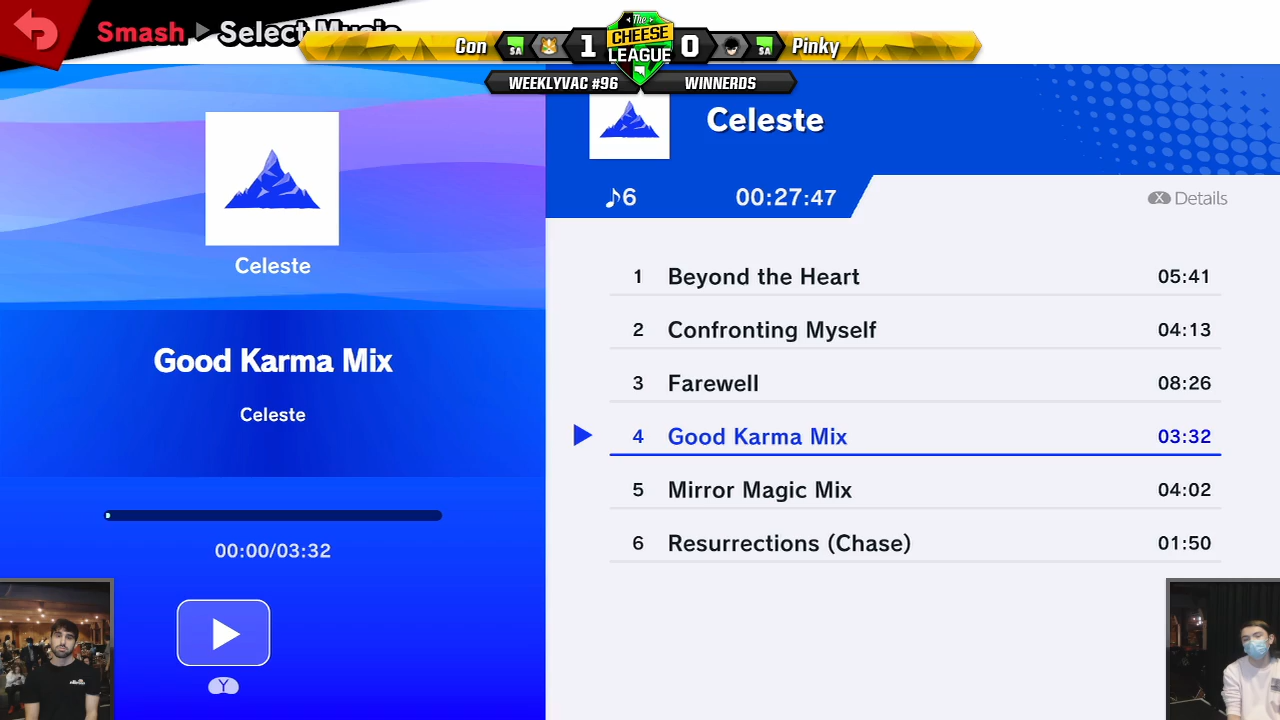 Smash ▶ Select Music
Con
SA
1
The
CHEESE
LEAGUE
0
SA
Pinky
WEEKLYVAC #96
WINNERDS
Celeste
♪6
00:27:47
X Details
Celeste
Good Karma Mix
Celeste
00:00/03:32
Y
1 Beyond the Heart 05:41
2 Confronting Myself 04:13
3 Farewell 08:26
4 Good Karma Mix 03:32
5 Mirror Magic Mix 04:02
6 Resurrections (Chase) 01:50